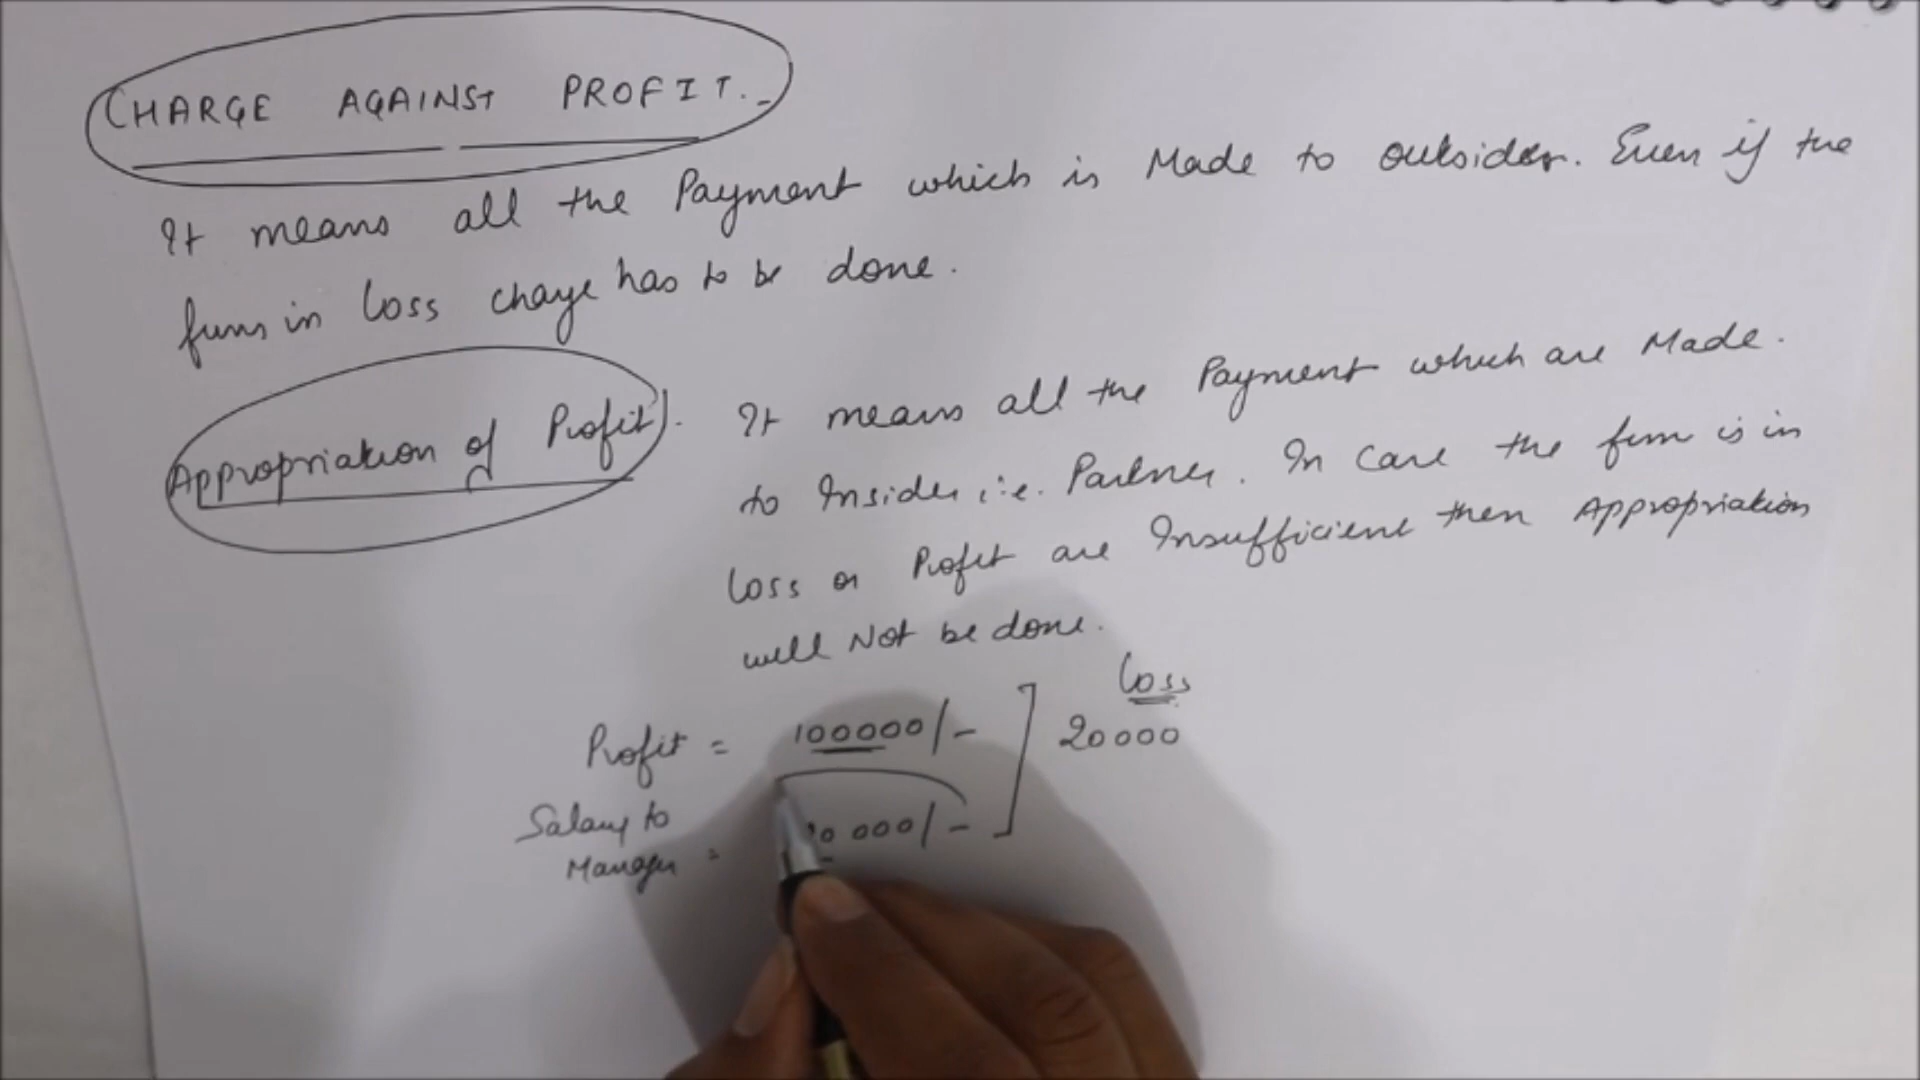 CHARGE AGAINST PROFIT.
It means all the Payment which is Made to outsider. Even if the
firms in loss charge has to be done.
Appropriation of Profit). It means all the Payment which are Made.
to Insider i.e. Partner. In Case the firm is in
loss or Profit are Insufficient then Appropriation
will Not be done.
Loss
Profit = 100000/- ] 20000
Salary to
Manager = 000/-